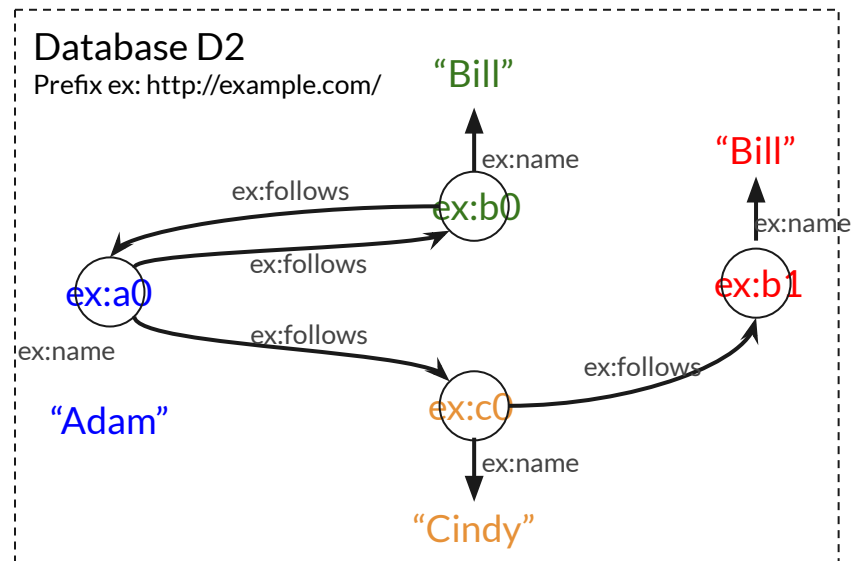 Database D2
Prefix ex: http://example.com/
“Bill”
“Bill”
ex:name
ex:follows
ex:b0
ex:name
ex:follows
ex:a0
ex:b1
ex:follows
ex:name
ex:follows
ex:c0
“Adam”
ex:name
“Cindy”